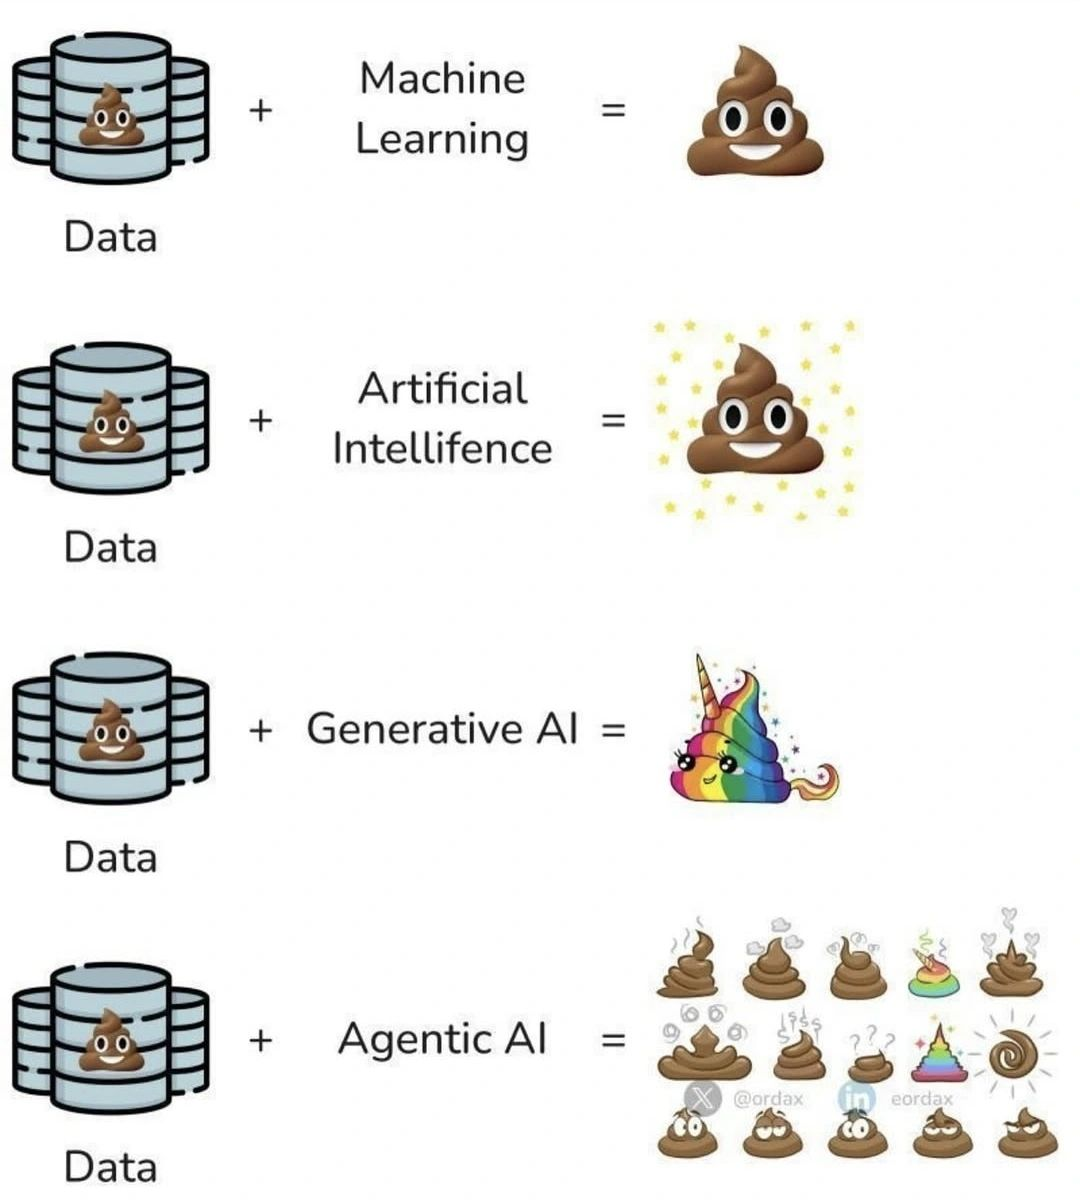 + Machine Learning =
Data
+ Artificial Intellifence =
Data
+ Generative AI =
Data
+ Agentic AI =
$$$
???
@ordax eordax
Data